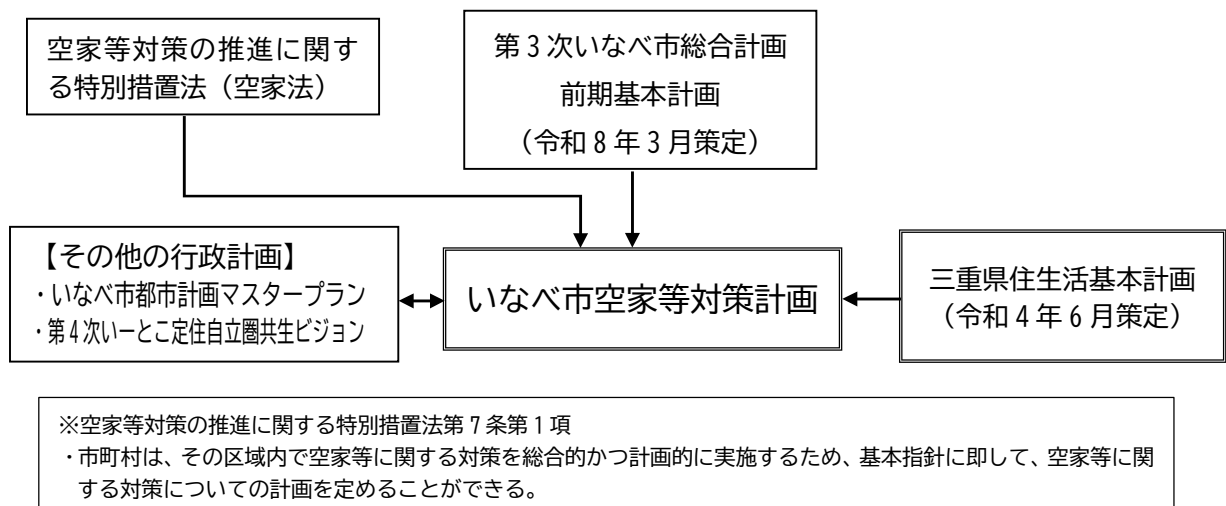 空家等対策の推進に関す
る特別措置法（空家法）
第３次いなべ市総合計画
前期基本計画
（令和８年３月策定）
【その他の行政計画】
・いなべ市都市計画マスタープラン
・第４次いーとこ定住自立圏共生ビジョン
いなべ市空家等対策計画
三重県住生活基本計画
（令和４年６月策定）
※空家等対策の推進に関する特別措置法第７条第１項
・市町村は、その区域内で空家等に関する対策を総合的かつ計画的に実施するため、基本指針に即して、空家等に関
する対策についての計画を定めることができる。